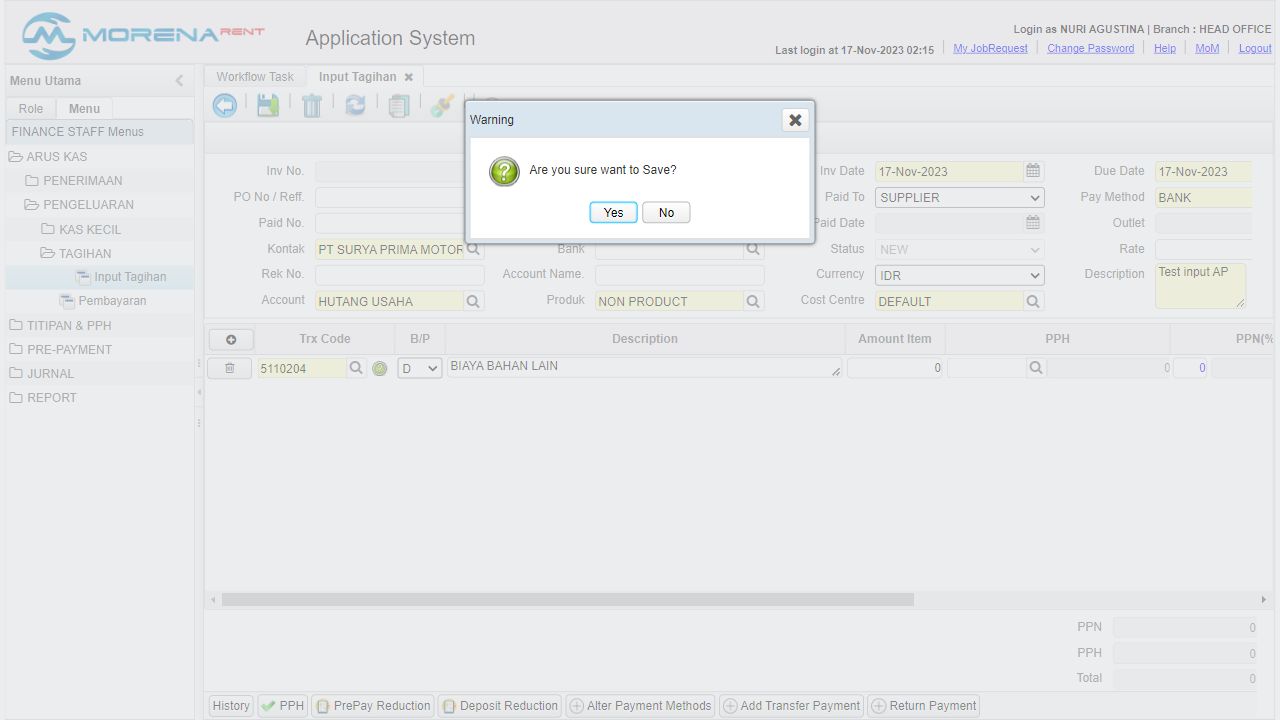 MORENA RENT
Application System
Login as NURI AGUSTINA | Branch : HEAD OFFICE
Last login at 17-Nov-2023 02:15 My JobRequest Change Password Help MoM Logout
Menu Utama
Workflow Task Input Tagihan
Role Menu
FINANCE STAFF Menus
ARUS KAS
PENERIMAAN
PENGELUARAN
KAS KECIL
TAGIHAN
Input Tagihan
Pembayaran
TITIPAN & PPH
PRE-PAYMENT
JURNAL
REPORT
Warning
Are you sure want to Save?
Yes No
Inv No. Inv Date 17-Nov-2023 Due Date 17-Nov-2023
PO No / Reff. Paid To SUPPLIER Pay Method BANK
Paid No. Paid Date Outlet
Kontak PT SURYA PRIMA MOTOR Bank Status NEW Rate
Rek No. Account Name. Currency IDR Description Test input AP
Account HUTANG USAHA Produk NON PRODUCT Cost Centre DEFAULT
Trx Code B/P Description Amount Item PPH PPN(%
5110204 D BIAYA BAHAN LAIN 0 0 0
PPN 0
PPH 0
Total 0
History PPH PrePay Reduction Deposit Reduction Alter Payment Methods Add Transfer Payment Return Payment